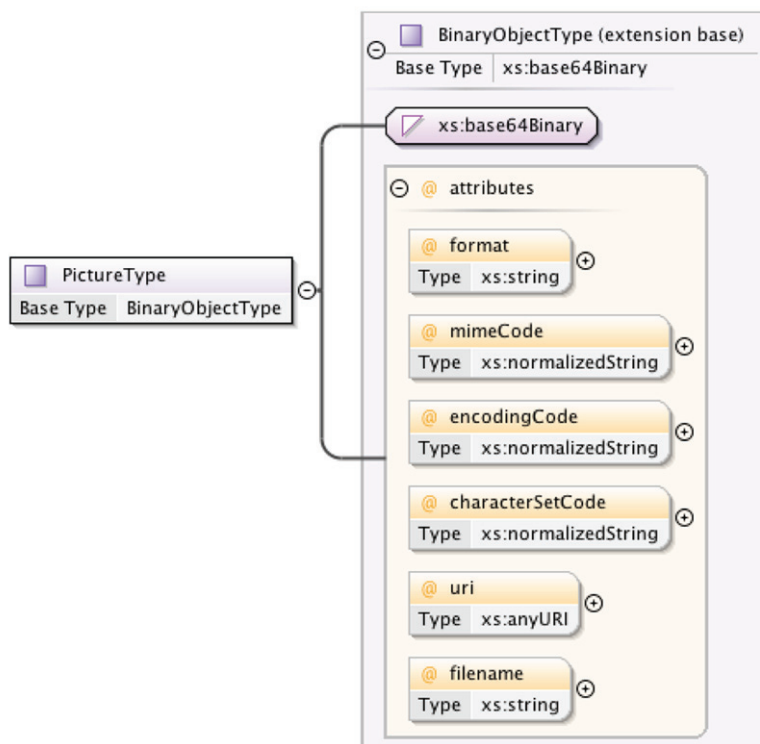 BinaryObjectType (extension base)
Base Type xs:base64Binary
xs:base64Binary
@ attributes
@ format
Type xs:string
PictureType
Base Type BinaryObjectType
@ mimeCode
Type xs:normalizedString
@ encodingCode
Type xs:normalizedString
@ characterSetCode
Type xs:normalizedString
@ uri
Type xs:anyURI
@ filename
Type xs:string